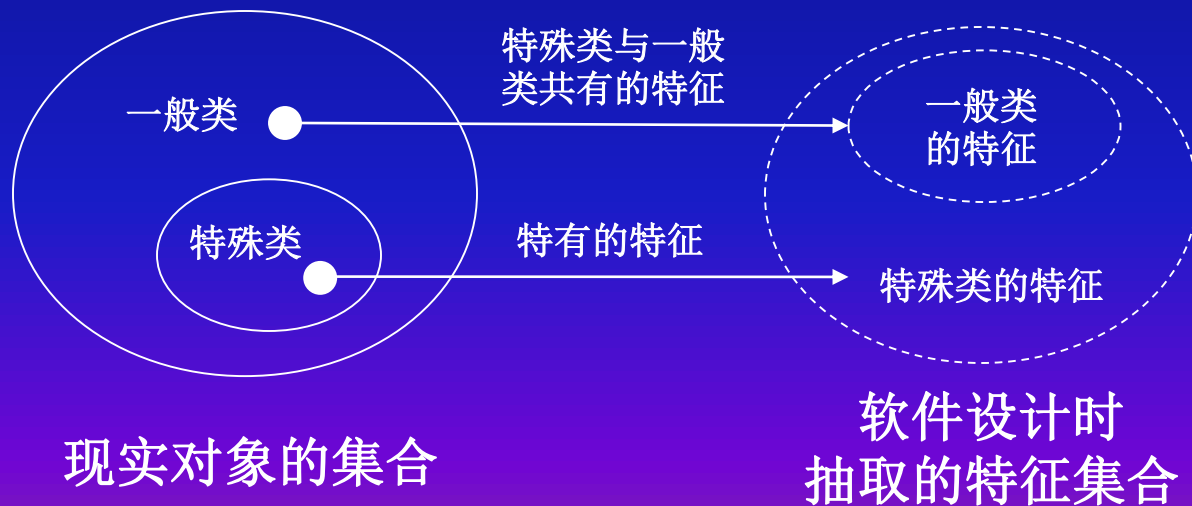 特殊类与一般
类共有的特征
一般类
一般类
的特征
特殊类
特有的特征
特殊类的特征
现实对象的集合
软件设计时
抽取的特征集合